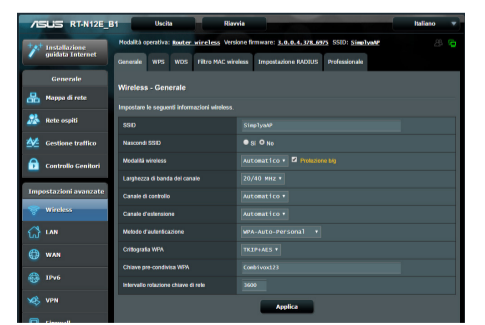 ASUS RT-N12E_B1 Uscita Riavvia Italiano
Modalità operativa: Router wireless Versione firmware: 3.0.0.4.378.6975 SSID: SimplymAP
Installazione guidata Internet
Generale WPS WDS Filtro MAC wireless Impostazione RADIUS Professionale
Generale
Mappa di rete
Rete ospiti
Gestione traffico
Controllo Genitori
Impostazioni avanzate
Wireless
LAN
WAN
IPv6
VPN
Firewall
Wireless - Generale
Impostare le seguenti informazioni wireless.
SSID SimplymAP
Nascondi SSID Sì No
Modalità wireless Automatico Protezione b/g
Larghezza di banda del canale 20/40 MHz
Canale di controllo Automatico
Canale d'estensione Automatico
Metodo d'autenticazione WPA-Auto-Personal
Crittografia WPA TKIP+AES
Chiave pre-condivisa WPA Combivox123
Intervallo rotazione chiave di rete 3600
Applica